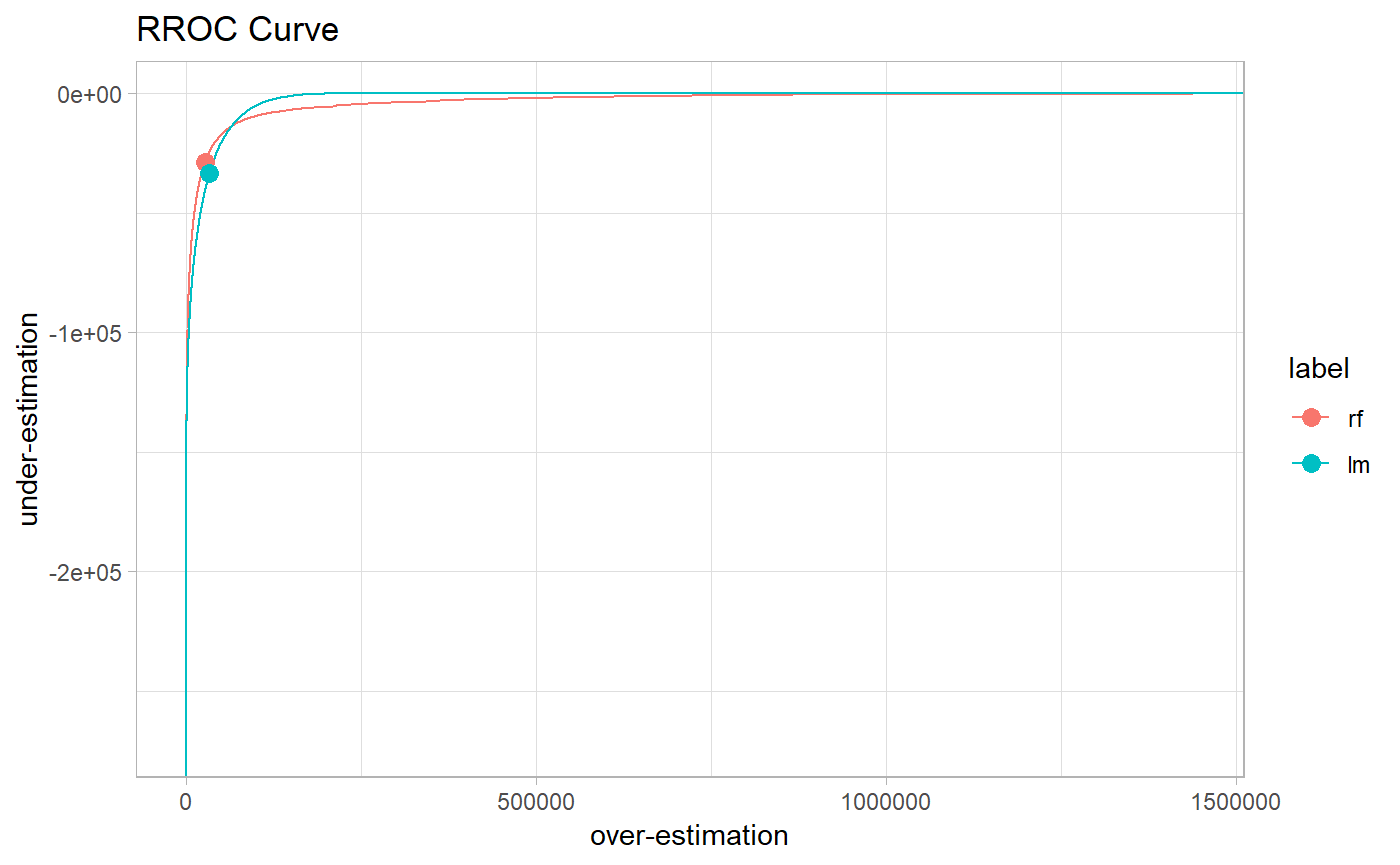 RROC Curve
0e+00
-1e+05
-2e+05
under-estimation
0
500000
1000000
1500000
over-estimation
label
rf
lm